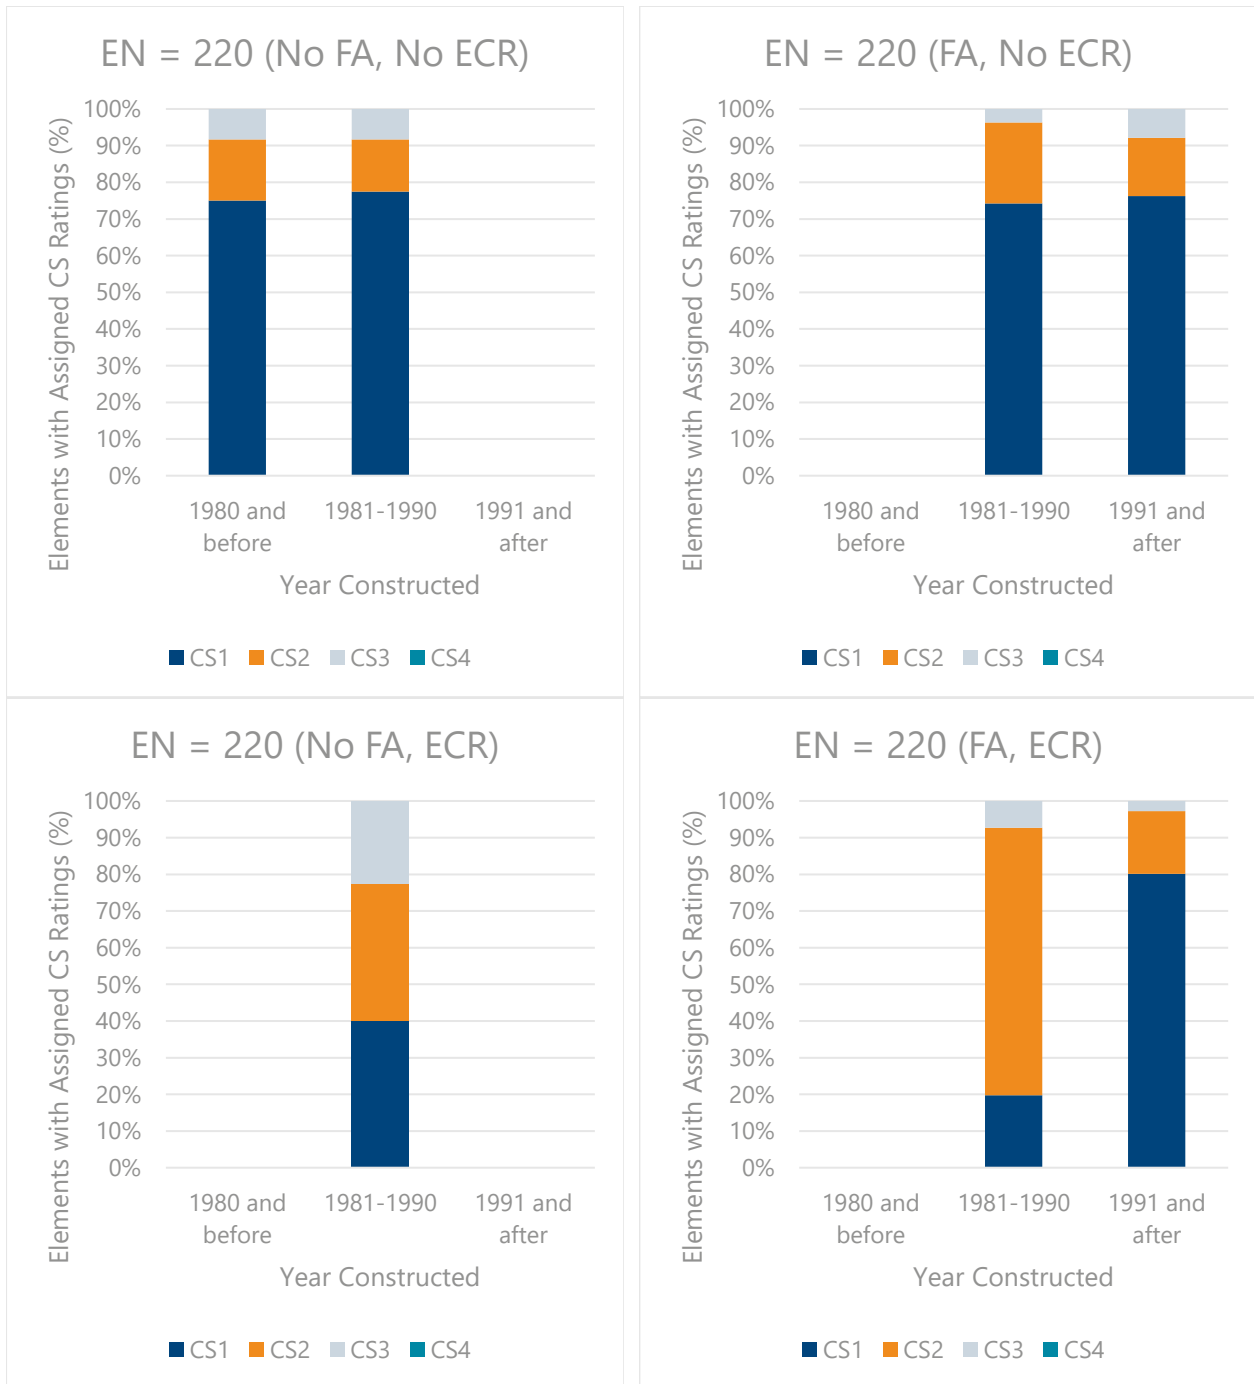 EN = 220 (No FA, No ECR)
Elements with Assigned CS Ratings (%)
100%
90%
80%
70%
60%
50%
40%
30%
20%
10%
0%
1980 and
before
1981-1990
1991 and
after
Year Constructed
CS1 CS2 CS3 CS4
EN = 220 (FA, No ECR)
Elements with Assigned CS Ratings (%)
100%
90%
80%
70%
60%
50%
40%
30%
20%
10%
0%
1980 and
before
1981-1990
1991 and
after
Year Constructed
CS1 CS2 CS3 CS4
EN = 220 (No FA, ECR)
Elements with Assigned CS Ratings (%)
100%
90%
80%
70%
60%
50%
40%
30%
20%
10%
0%
1980 and
before
1981-1990
1991 and
after
Year Constructed
CS1 CS2 CS3 CS4
EN = 220 (FA, ECR)
Elements with Assigned CS Ratings (%)
100%
90%
80%
70%
60%
50%
40%
30%
20%
10%
0%
1980 and
before
1981-1990
1991 and
after
Year Constructed
CS1 CS2 CS3 CS4